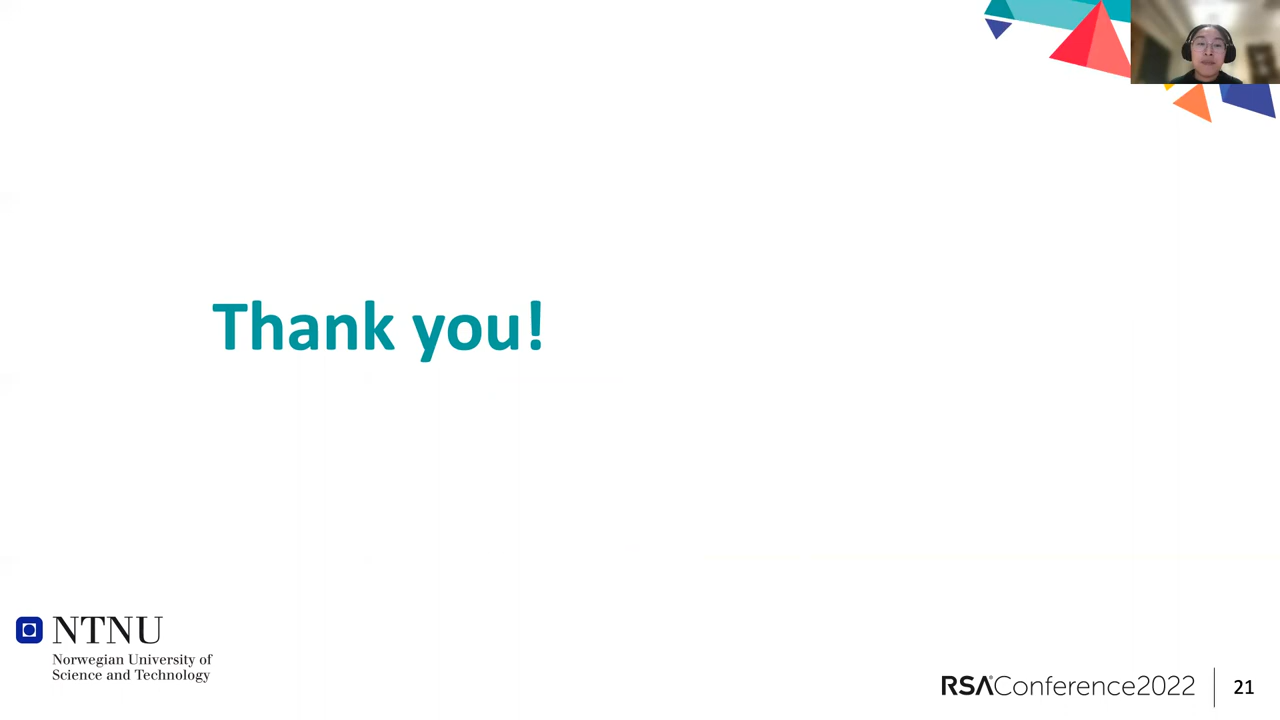 Thank you!
NTNU
Norwegian University of
Science and Technology
RSAConference2022
21